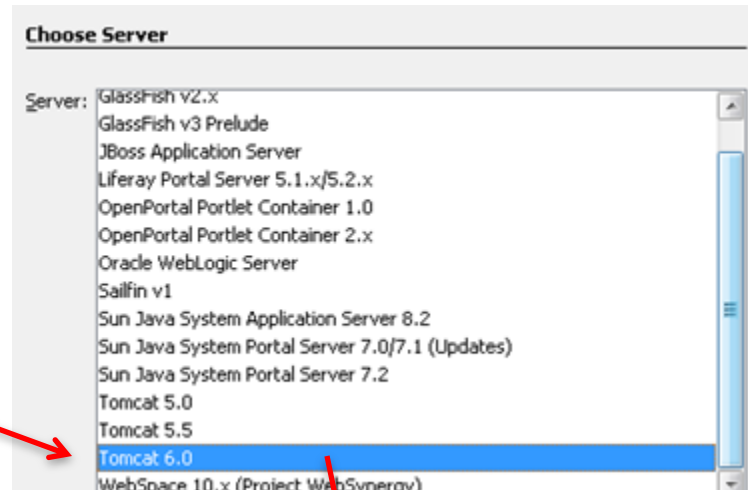 Choose Server
Server:
GlassFish v2.x
GlassFish v3 Prelude
JBoss Application Server
Liferay Portal Server 5.1.x/5.2.x
OpenPortal Portlet Container 1.0
OpenPortal Portlet Container 2.x
Oracle WebLogic Server
Sailfin v1
Sun Java System Application Server 8.2
Sun Java System Portal Server 7.0/7.1 (Updates)
Sun Java System Portal Server 7.2
Tomcat 5.0
Tomcat 5.5
Tomcat 6.0
WebSpace 10.x (Project WebSynergy)